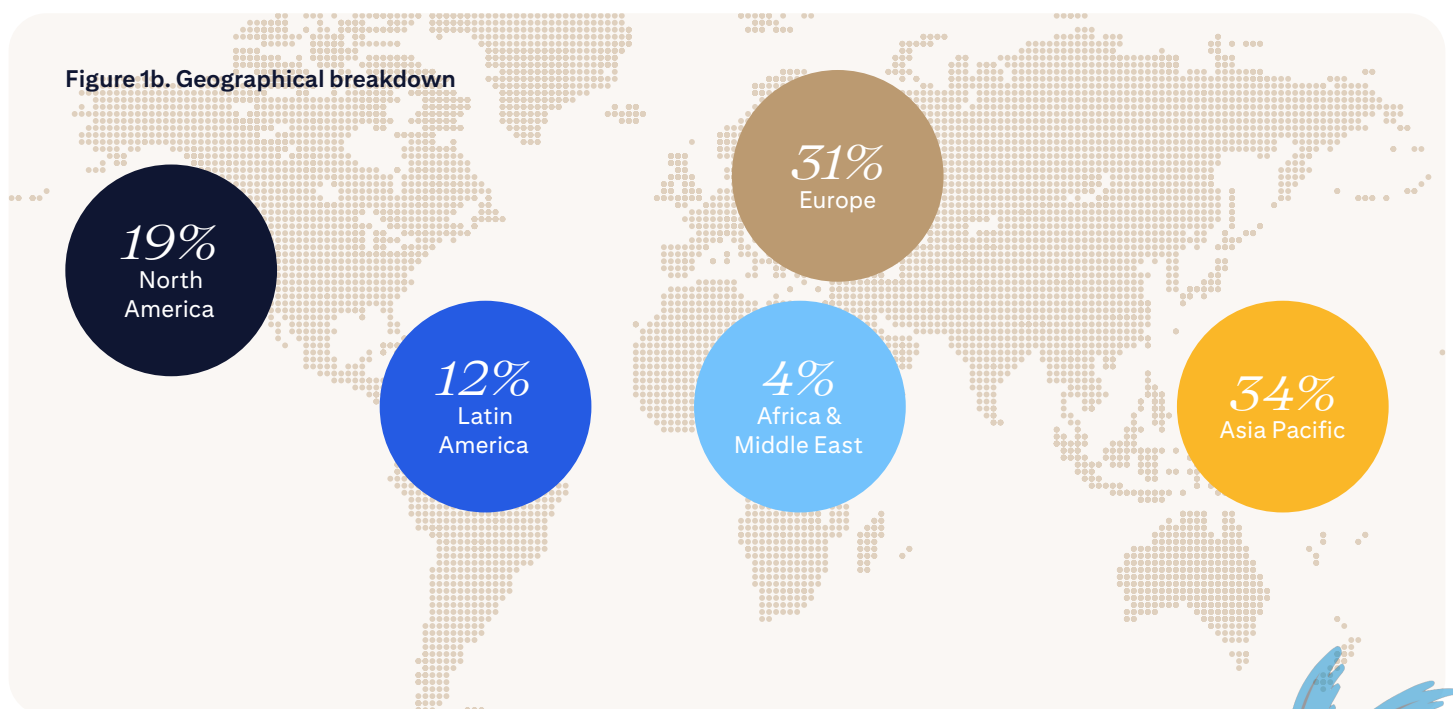 Figure 1b. Geographical breakdown
31%
Europe
19%
North
America
12%
Latin
America
4%
Africa &
Middle East
34%
Asia Pacific